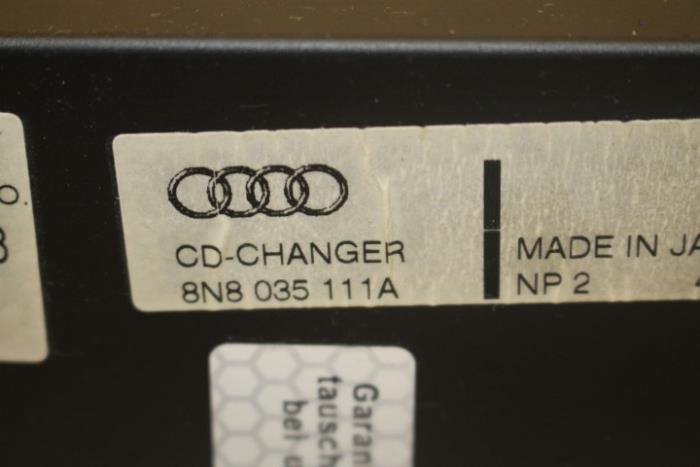 CD-CHANGER
8N8 035 111A
MADE IN JA
NP 2
Garan
tausch
bei